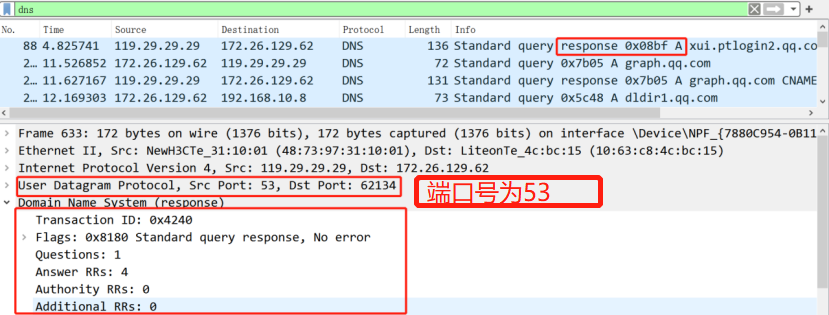 dns
No. Time Source Destination Protocol Length Info
88 4.825741 119.29.29.29 172.26.129.62 DNS 136 Standard query response 0x08bf A xui.ptlogin2.qq.co
2… 11.526852 172.26.129.62 119.29.29.29 DNS 72 Standard query 0x7b05 A graph.qq.com
2… 11.627167 119.29.29.29 172.26.129.62 DNS 131 Standard query response 0x7b05 A graph.qq.com CNAME
2… 12.169303 172.26.129.62 192.168.10.8 DNS 73 Standard query 0x5c48 A dldir1.qq.com
Frame 633: 172 bytes on wire (1376 bits), 172 bytes captured (1376 bits) on interface \Device\NPF_{7880C954-0B11
Ethernet II, Src: NewH3CTe_31:10:01 (48:73:97:31:10:01), Dst: LiteonTe_4c:bc:15 (10:63:c8:4c:bc:15)
Internet Protocol Version 4, Src: 119.29.29.29, Dst: 172.26.129.62
User Datagram Protocol, Src Port: 53, Dst Port: 62134
端口号为53
Domain Name System (response)
Transaction ID: 0x4240
Flags: 0x8180 Standard query response, No error
Questions: 1
Answer RRs: 4
Authority RRs: 0
Additional RRs: 0